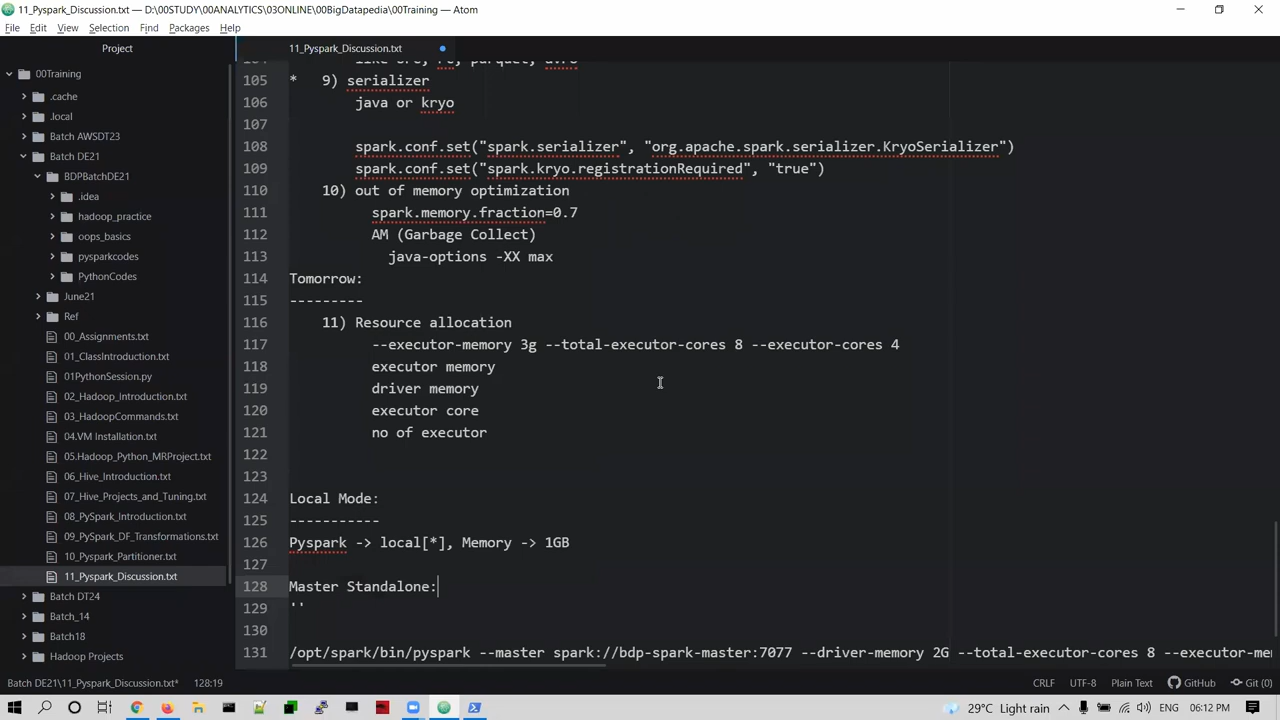 11_Pyspark_Discussion.txt — D:\00STUDY\00ANALYTICS\03ONLINE\00BigDatapedia\00Training — Atom
File Edit View Selection Find Packages Help
Project
00Training
.cache
.local
Batch AWSDT23
Batch DE21
BDPBatchDE21
.idea
hadoop_practice
oops_basics
pysparkcodes
PythonCodes
June21
Ref
00_Assignments.txt
01_ClassIntroduction.txt
01PythonSession.py
02_Hadoop_Introduction.txt
03_HadoopCommands.txt
04.VM Installation.txt
05.Hadoop_Python_MRProject.txt
06_Hive_Introduction.txt
07_Hive_Projects_and_Tuning.txt
08_PySpark_Introduction.txt
09_PySpark_DF_Transformations.txt
10_Pyspark_Partitioner.txt
11_Pyspark_Discussion.txt
Batch DT24
Batch_14
Batch18
Hadoop Projects
11_Pyspark_Discussion.txt
104 like orc, rc, parquet, avro
105 * 9) serializer
106 java or kryo
107
108 spark.conf.set("spark.serializer", "org.apache.spark.serializer.KryoSerializer")
109 spark.conf.set("spark.kryo.registrationRequired", "true")
110 10) out of memory optimization
111 spark.memory.fraction=0.7
112 AM (Garbage Collect)
113 java-options -XX max
114 Tomorrow:
115 ---------
116 11) Resource allocation
117 --executor-memory 3g --total-executor-cores 8 --executor-cores 4
118 executor memory
119 driver memory
120 executor core
121 no of executor
122
123
124 Local Mode:
125 -----------
126 Pyspark -> local[*], Memory -> 1GB
127
128 Master Standalone:
129 ''
130
131 /opt/spark/bin/pyspark --master spark://bdp-spark-master:7077 --driver-memory 2G --total-executor-cores 8 --executor-mem
Batch DE21\11_Pyspark_Discussion.txt* 128:19 CRLF UTF-8 Plain Text GitHub Git (0)
29°C Light rain 06:12 PM